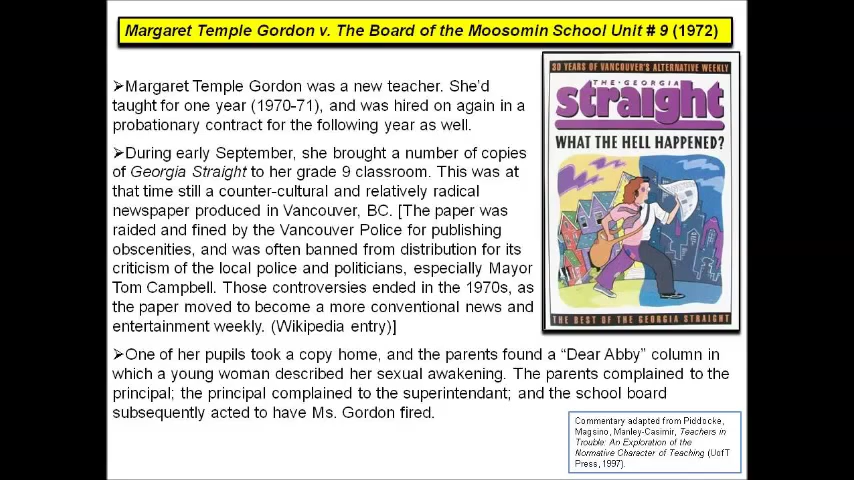 Margaret Temple Gordon v. The Board of the Moosomin School Unit # 9 (1972)
➢Margaret Temple Gordon was a new teacher. She’d
taught for one year (1970-71), and was hired on again in a
probationary contract for the following year as well.
➢During early September, she brought a number of copies
of Georgia Straight to her grade 9 classroom. This was at
that time still a counter-cultural and relatively radical
newspaper produced in Vancouver, BC. [The paper was
raided and fined by the Vancouver Police for publishing
obscenities, and was often banned from distribution for its
criticism of the local police and politicians, especially Mayor
Tom Campbell. Those controversies ended in the 1970s, as
the paper moved to become a more conventional news and
entertainment weekly. (Wikipedia entry)]
30 YEARS OF VANCOUVER'S ALTERNATIVE WEEKLY
THE GEORGIA
straight
WHAT THE HELL HAPPENED?
THE BEST OF THE GEORGIA STRAIGHT
➢One of her pupils took a copy home, and the parents found a “Dear Abby” column in
which a young woman described her sexual awakening. The parents complained to the
principal; the principal complained to the superintendant; and the school board
subsequently acted to have Ms. Gordon fired.
Commentary adapted from Piddocke,
Magsino, Manley-Casimir, Teachers in
Trouble: An Exploration of the
Normative Character of Teaching (UofT
Press, 1997).